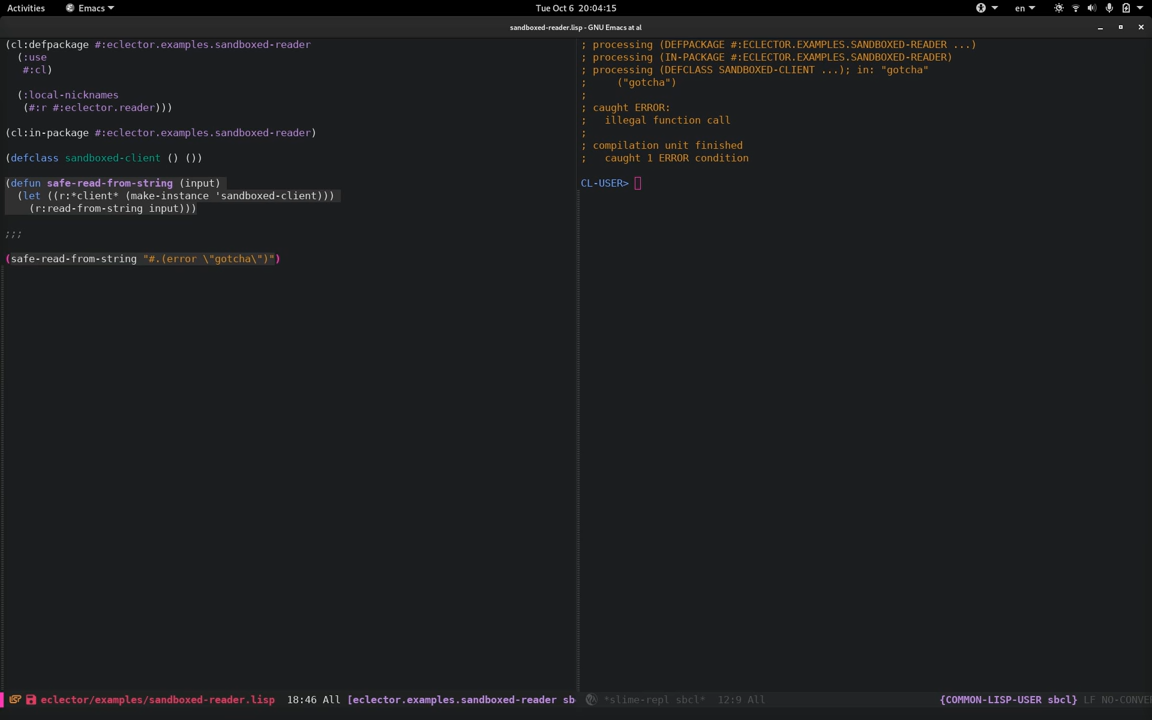 Activities Emacs Tue Oct 6 20:04:15 en
sandboxed-reader.lisp - GNU Emacs at al
(cl:defpackage #:eclector.examples.sandboxed-reader
(:use
#:cl)
(:local-nicknames
(#:r #:eclector.reader)))
(cl:in-package #:eclector.examples.sandboxed-reader)
(defclass sandboxed-client () ())
(defun safe-read-from-string (input)
(let ((r:*client* (make-instance 'sandboxed-client)))
(r:read-from-string input)))
;;;
(safe-read-from-string "#.(error \"gotcha\")")
eclector/examples/sandboxed-reader.lisp 18:46 All [eclector.examples.sandboxed-reader sb
; processing (DEFPACKAGE #:ECLECTOR.EXAMPLES.SANDBOXED-READER ...)
; processing (IN-PACKAGE #:ECLECTOR.EXAMPLES.SANDBOXED-READER)
; processing (DEFCLASS SANDBOXED-CLIENT ...); in: "gotcha"
; ("gotcha")
;
; caught ERROR:
; illegal function call
;
; compilation unit finished
; caught 1 ERROR condition
CL-USER>
*slime-repl sbcl* 12:9 All {COMMON-LISP-USER sbcl} LF NO-CONVE